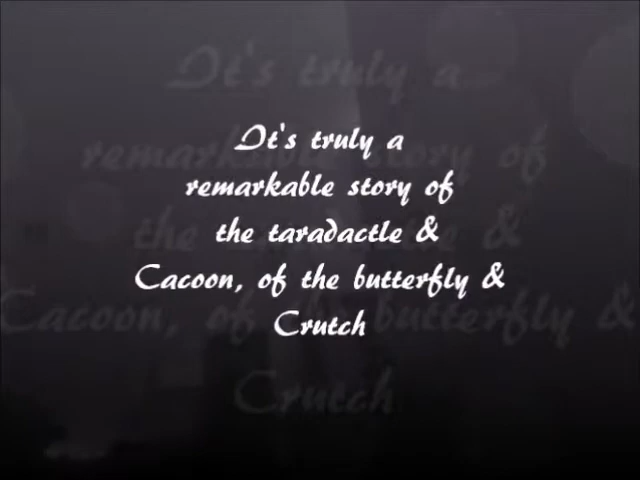 It's truly a
remarkable story of
the taradactle &
Cacoon, of the butterfly &
Crutch